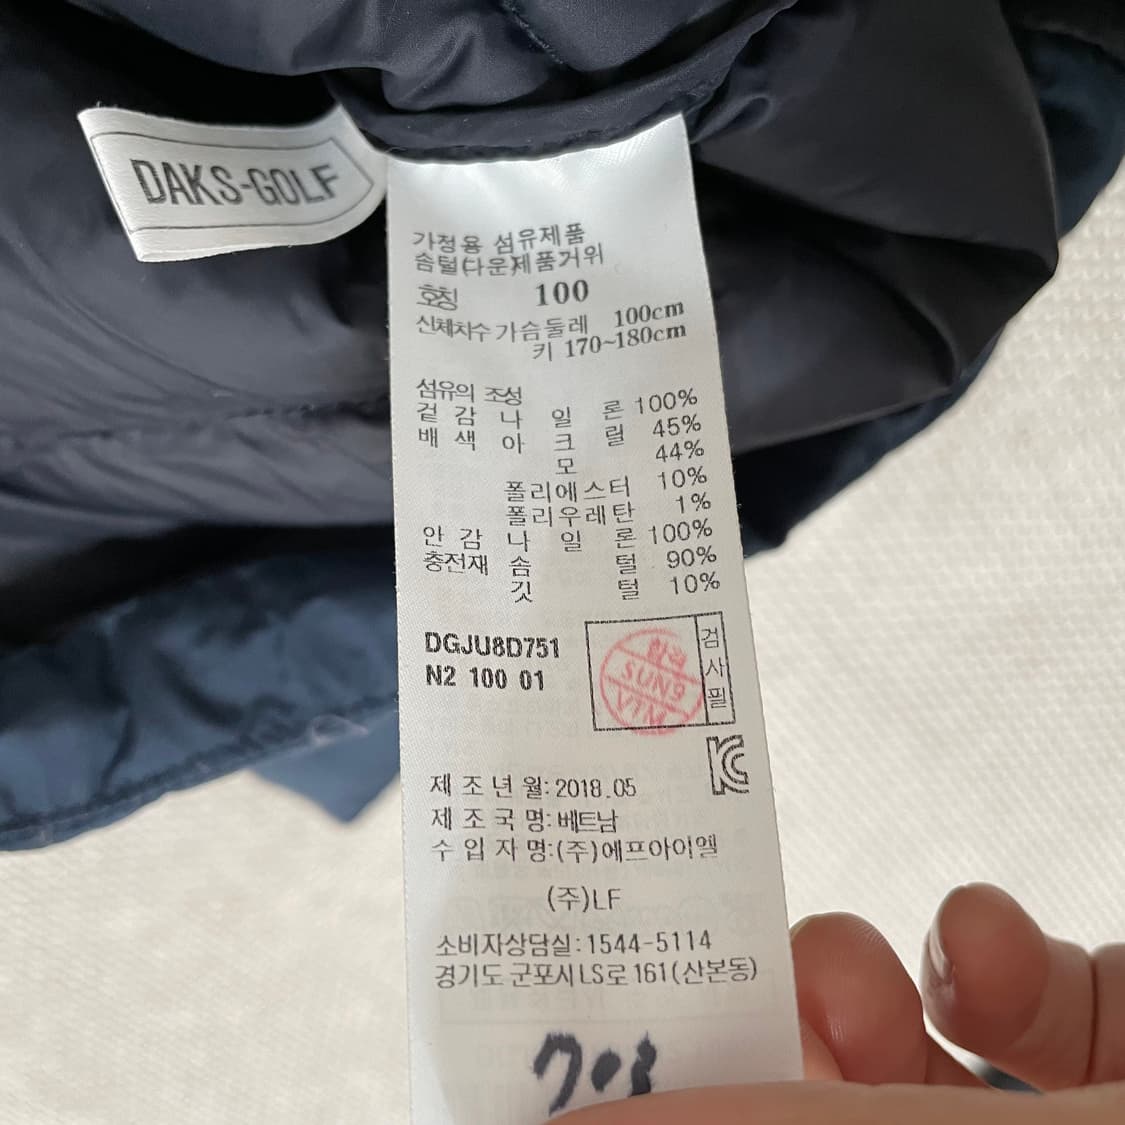 DAKS-GOLF
가정용 섬유제품
솜털(다운)제품거위
호칭 100
신체치수 가슴둘레 100cm
키 170~180cm
섬유의 조성
겉 감 나 일 론 100%
배 색 아 크 릴 45%
모 44%
폴리에스터 10%
폴리우레탄 1%
안 감 나 일 론 100%
충전재 솜 털 90%
깃 털 10%
DGJU8D751
N2 100 01
합격
SUNG
VINA
검사필
제 조 년 월: 2018.05
제 조 국 명: 베트남
수 입 자 명: (주)에프아이엘
(주)LF
소비자상담실: 1544-5114
경기도 군포시 LS로 161(산본동)